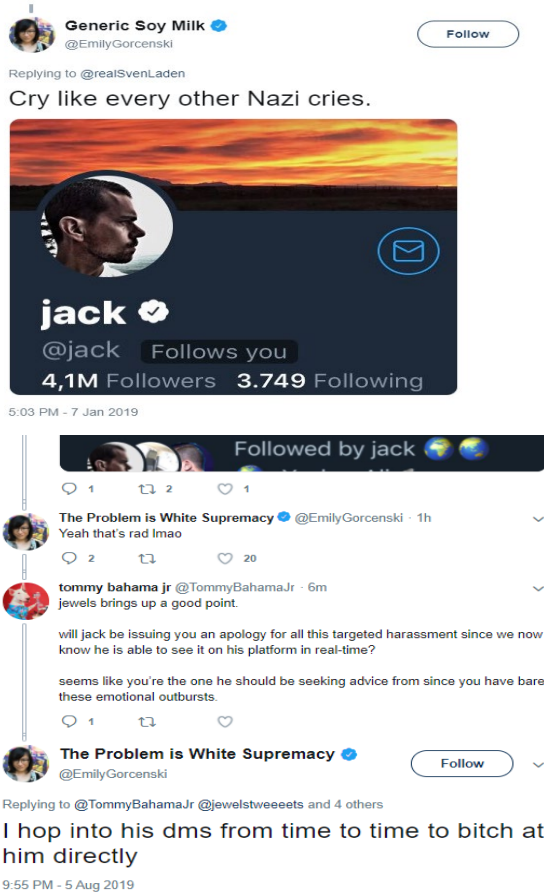 Generic Soy Milk
@EmilyGorcenski
Follow
Replying to @realSvenLaden
Cry like every other Nazi cries.
jack
@jack Follows you
4,1M Followers 3.749 Following
5:03 PM - 7 Jan 2019
Followed by jack 🌍 🌏
1 2 1
The Problem is White Supremacy @EmilyGorcenski · 1h
Yeah that's rad lmao
2 20
tommy bahama jr @TommyBahamaJr · 6m
jewels brings up a good point.
will jack be issuing you an apology for all this targeted harassment since we now
know he is able to see it on his platform in real-time?
seems like you're the one he should be seeking advice from since you have bare
these emotional outbursts.
1
The Problem is White Supremacy
@EmilyGorcenski
Follow
Replying to @TommyBahamaJr @jewelstweeeets and 4 others
I hop into his dms from time to time to bitch at
him directly
9:55 PM - 5 Aug 2019